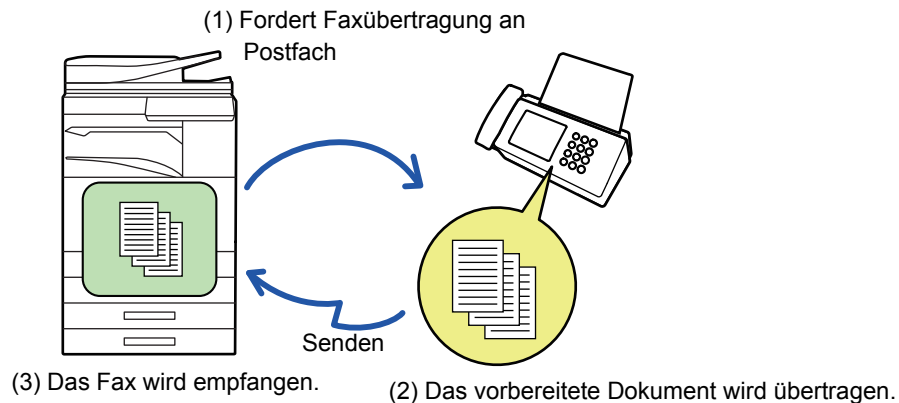 (1) Fordert Faxübertragung an
Postfach
Senden
(3) Das Fax wird empfangen.
(2) Das vorbereitete Dokument wird übertragen.